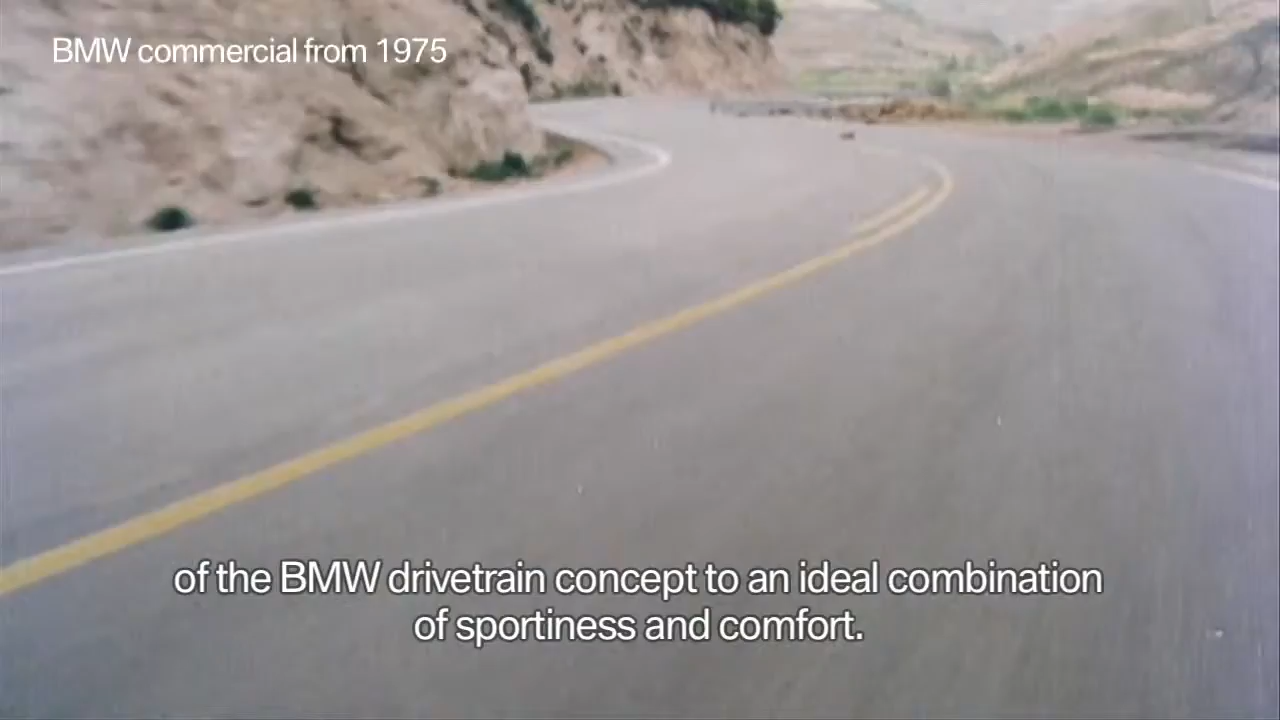 BMW commercial from 1975
of the BMW drivetrain concept to an ideal combination
of sportiness and comfort.